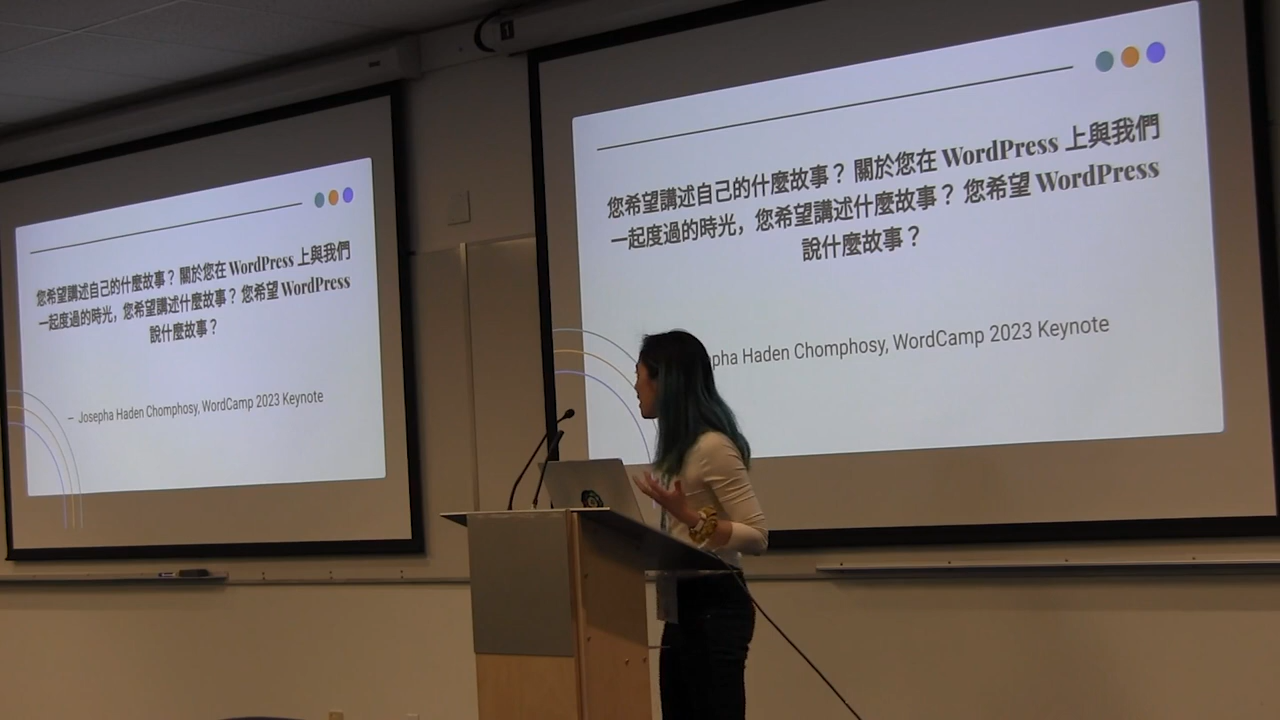 您希望講述自己的什麼故事？ 關於您在 WordPress 上與我們
一起度過的時光，您希望講述什麼故事？ 您希望 WordPress
說什麼故事？
– Josepha Haden Chomphosy, WordCamp 2023 Keynote
您希望講述自己的什麼故事？ 關於您在 WordPress 上與我們
一起度過的時光，您希望講述什麼故事？ 您希望 WordPress
說什麼故事？
pha Haden Chomphosy, WordCamp 2023 Keynote
1